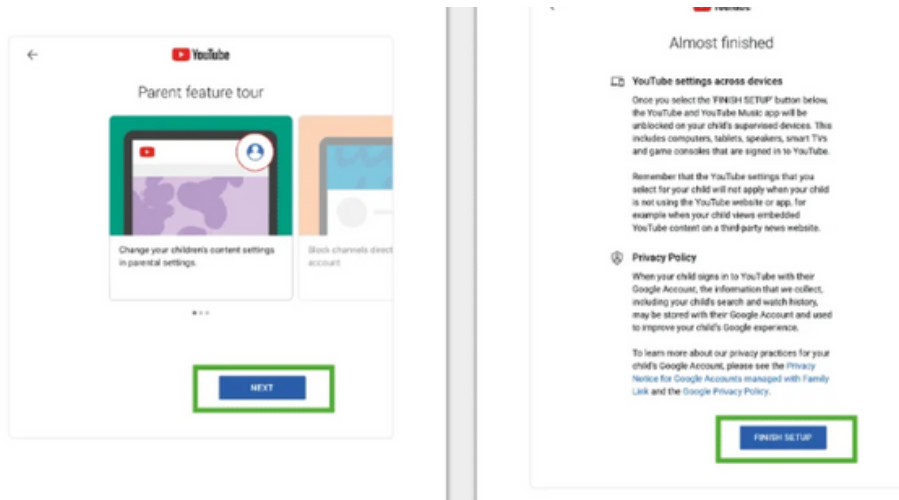 YouTube
Parent feature tour
Change your children's content settings
in parental settings.
Block channels direct
account
NEXT
YouTube
Almost finished
YouTube settings across devices
Once you select the 'FINISH SETUP' button below,
the YouTube and YouTube Music app will be
unblocked on your child's supervised devices. This
includes computers, tablets, speakers, smart TVs
and game consoles that are signed in to YouTube.
Remember that the YouTube settings that you
select for your child will not apply when your child
is not using the YouTube website or app, for
example when your child views embedded
YouTube content on a third-party news website.
Privacy Policy
When your child signs in to YouTube with their
Google Account, the information that we collect,
including your child's search and watch history,
may be stored with their Google Account and used
to improve your child's Google experience.
To learn more about our privacy practices for your
child's Google Account, please see the Privacy
Notice for Google Accounts managed with Family
Link and the Google Privacy Policy.
FINISH SETUP